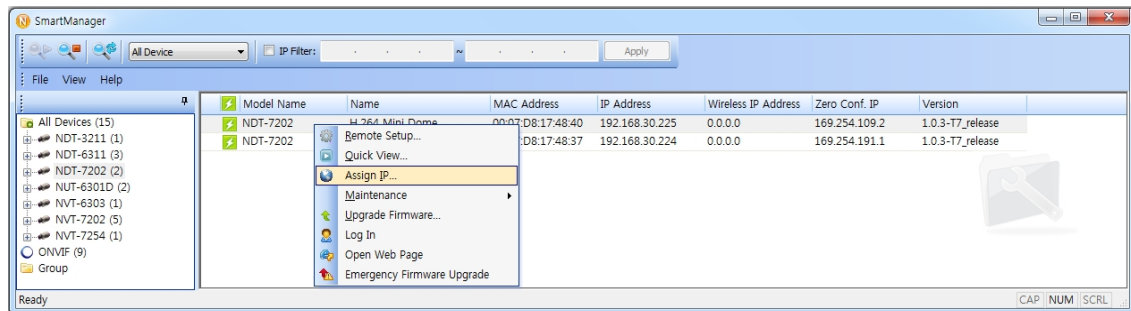 SmartManager
All Device
IP Filter:
~
Apply
File View Help
Model Name Name MAC Address IP Address Wireless IP Address Zero Conf. IP Version
All Devices (15)
NDT-3211 (1)
NDT-6311 (3)
NDT-7202 (2)
NUT-6301D (2)
NVT-6303 (1)
NVT-7202 (5)
NVT-7254 (1)
ONVIF (9)
Group
NDT-7202 H.264 Mini Dome 00:07:D8:17:48:40 192.168.30.225 0.0.0.0 169.254.109.2 1.0.3-T7_release
NDT-7202 :D8:17:48:37 192.168.30.224 0.0.0.0 169.254.191.1 1.0.3-T7_release
Remote Setup...
Quick View...
Assign IP...
Maintenance
Upgrade Firmware...
Log In
Open Web Page
Emergency Firmware Upgrade
Ready CAP NUM SCRL